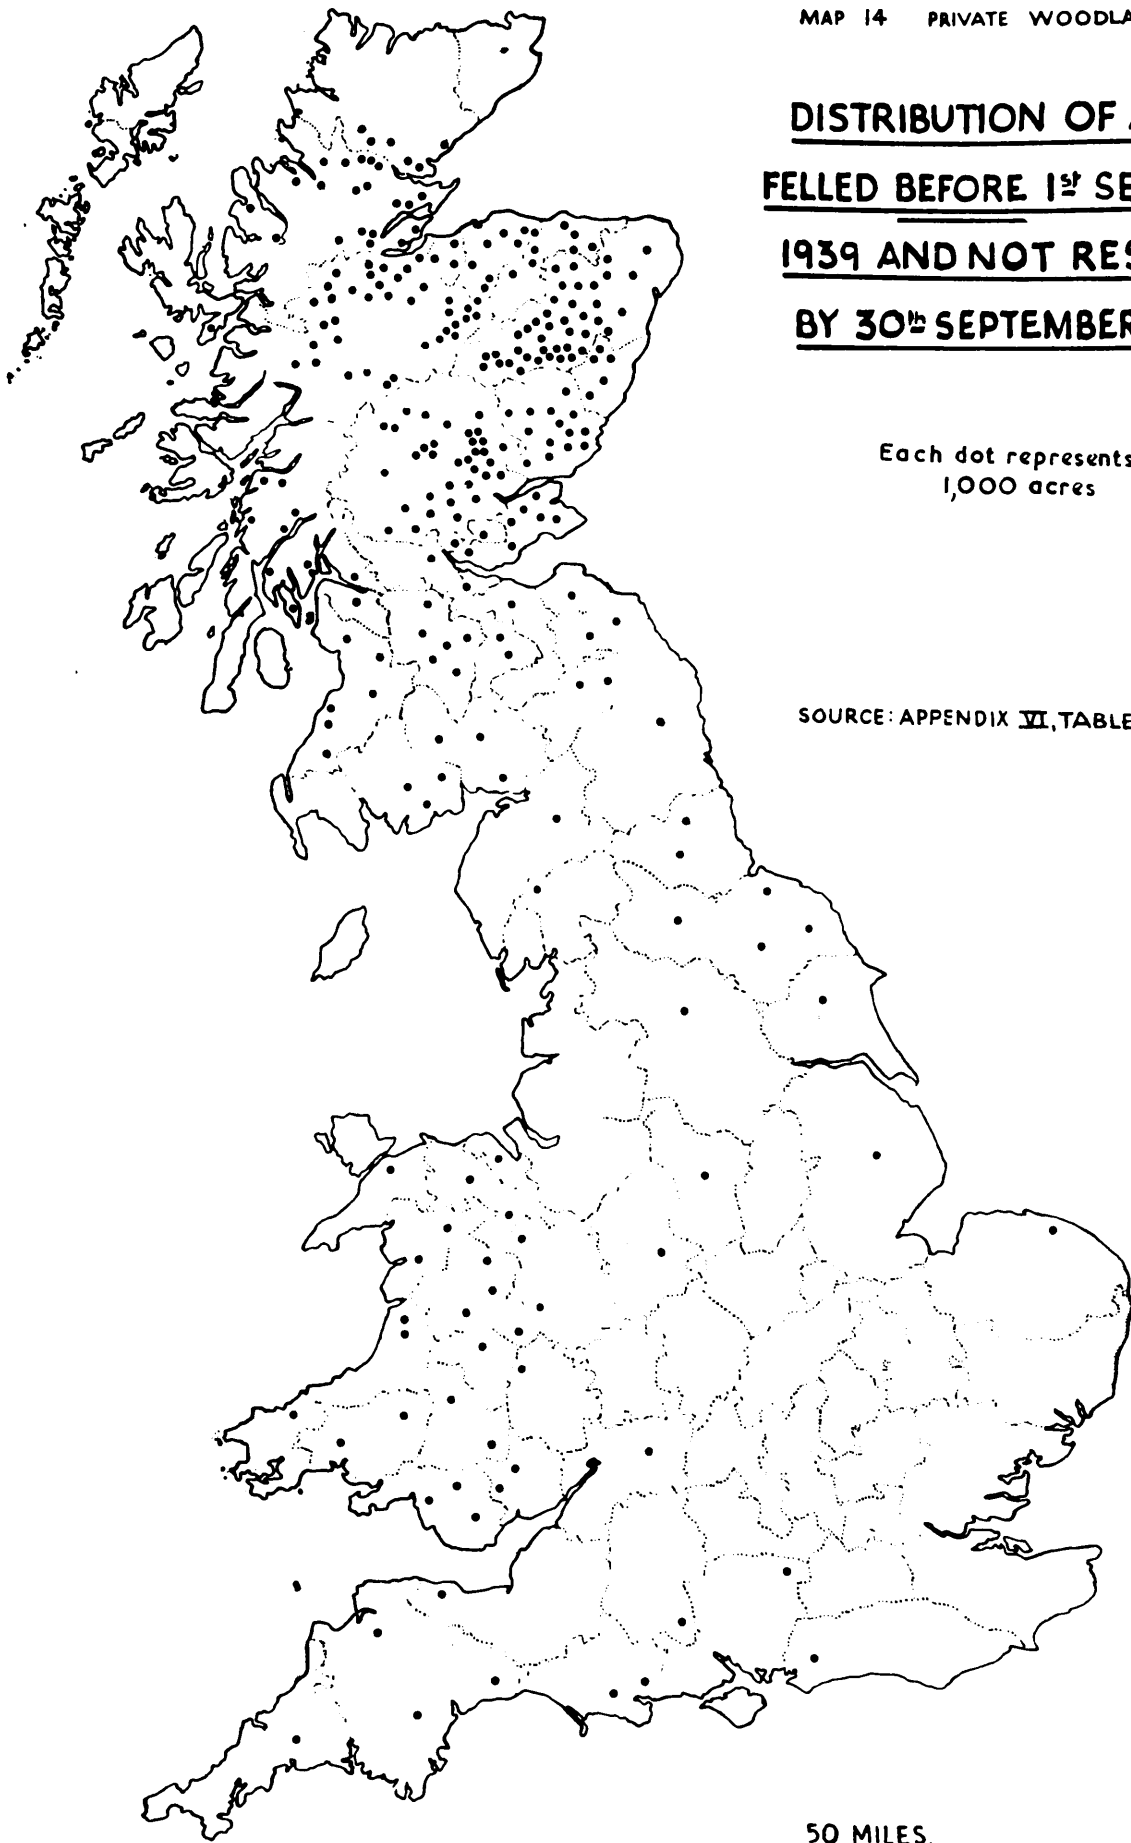 MAP 14 PRIVATE WOODLA
DISTRIBUTION OF
FELLED BEFORE 1st SE
1939 AND NOT RES
BY 30th SEPTEMBER
Each dot represents
1,000 acres
SOURCE: APPENDIX VI, TABLE
50 MILES.